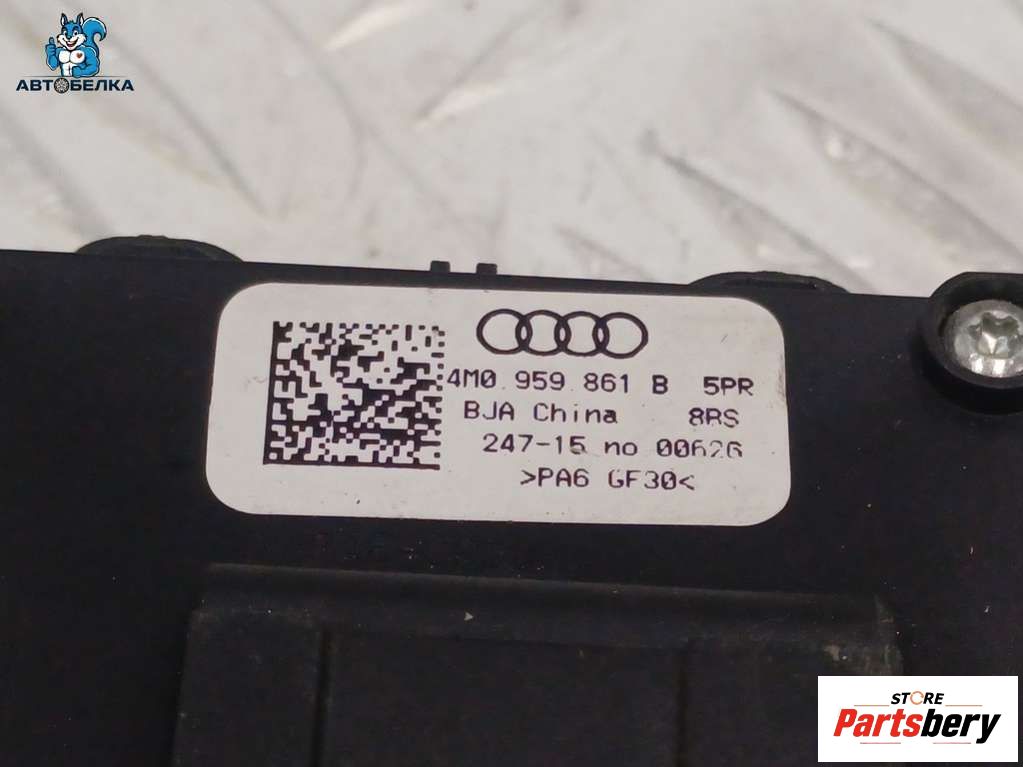 АВТОБЕЛКА
4M0.959.861 B 5PR
BJA China 8RS
247-15 no 00626
>PA6 GF30<
STORE
Partsbery